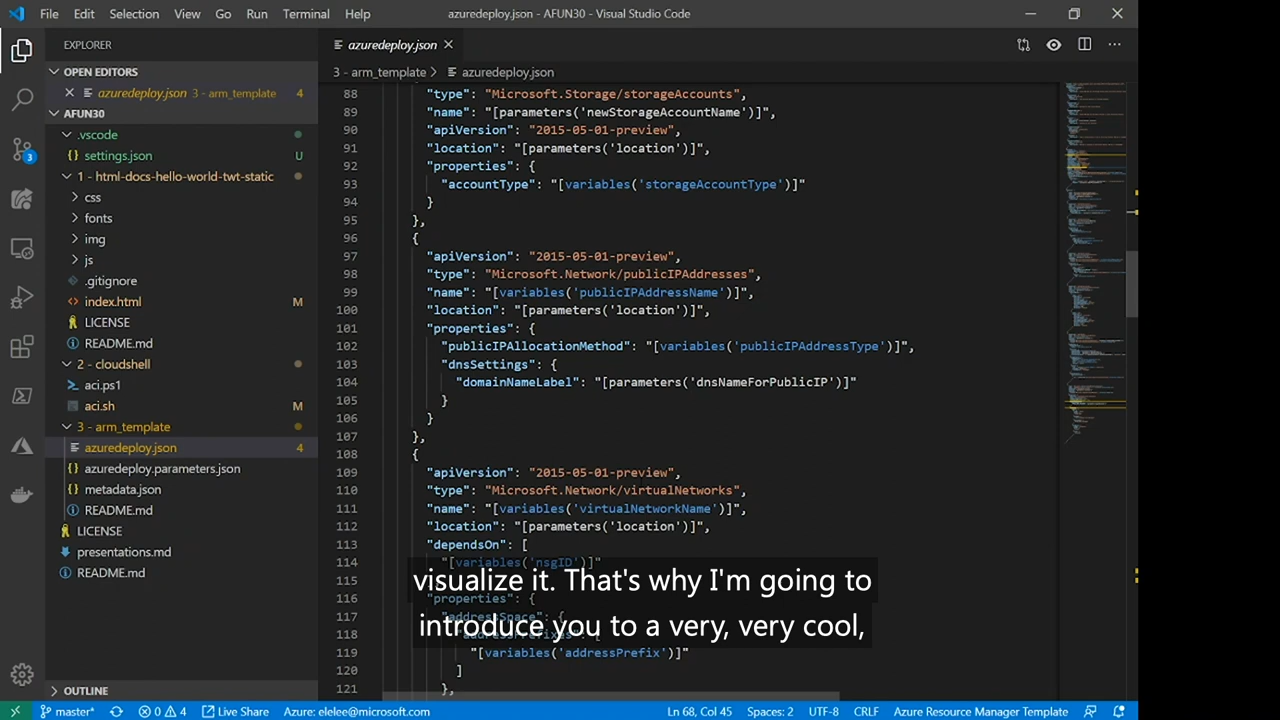 File Edit Selection View Go Run Terminal Help azuredeploy.json - AFUN30 - Visual Studio Code
EXPLORER
OPEN EDITORS
azuredeploy.json 3 - arm_template 4
AFUN30
.vscode
settings.json U
1 - html-docs-hello-world-twt-static
css
fonts
img
js
.gitignore
index.html M
LICENSE
README.md
2 - cloudshell
aci.ps1
aci.sh M
3 - arm_template
azuredeploy.json 4
azuredeploy.parameters.json
metadata.json
README.md
LICENSE
presentations.md
README.md
OUTLINE
3
azuredeploy.json
3 - arm_template > azuredeploy.json
88 "type": "Microsoft.Storage/storageAccounts",
89 "name": "[parameters('newStorageAccountName')]",
90 "apiVersion": "2015-05-01-preview",
91 "location": "[parameters('location')]",
92 "properties": {
93 "accountType": "[variables('storageAccountType')]"
94 }
95 },
96 {
97 "apiVersion": "2015-05-01-preview",
98 "type": "Microsoft.Network/publicIPAddresses",
99 "name": "[variables('publicIPAddressName')]",
100 "location": "[parameters('location')]",
101 "properties": {
102 "publicIPAllocationMethod": "[variables('publicIPAddressType')]",
103 "dnsSettings": {
104 "domainNameLabel": "[parameters('dnsNameForPublicIP')]"
105 }
106 }
107 },
108 {
109 "apiVersion": "2015-05-01-preview",
110 "type": "Microsoft.Network/virtualNetworks",
111 "name": "[variables('virtualNetworkName')]",
112 "location": "[parameters('location')]",
113 "dependsOn": [
114 "[variables('nsgID')]"
115
116 "properties": {
117 "addressSpace": {
118 "addressPrefixes": [
119 "[variables('addressPrefix')]"
120 ]
121 },
visualize it. That's why I'm going to
introduce you to a very, very cool,
master* 0 4 Live Share Azure: elelee@microsoft.com Ln 68, Col 45 Spaces: 2 UTF-8 CRLF Azure Resource Manager Template